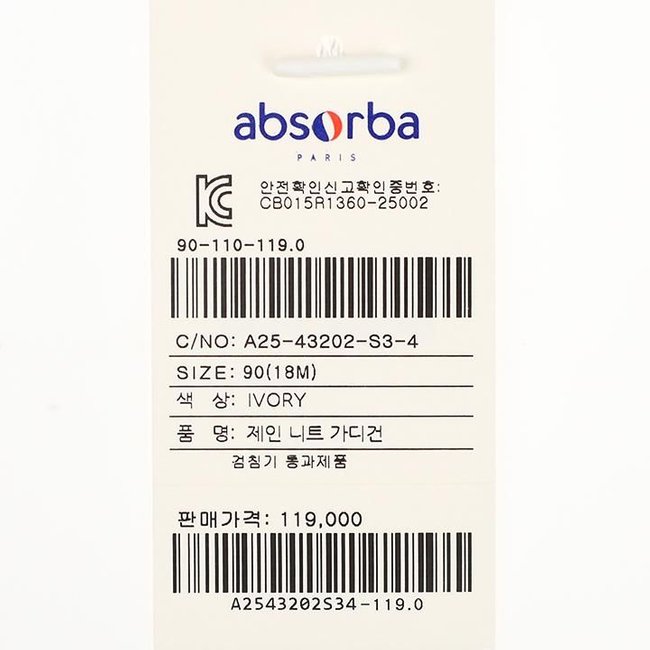 absorba
PARIS
안전확인신고확인증번호:
CB015R1360-25002
90-110-119.0
C/NO: A25-43202-S3-4
SIZE: 90(18M)
색 상: IVORY
품 명: 제인 니트 가디건
검침기 통과제품
판매가격: 119,000
A2543202S34-119.0